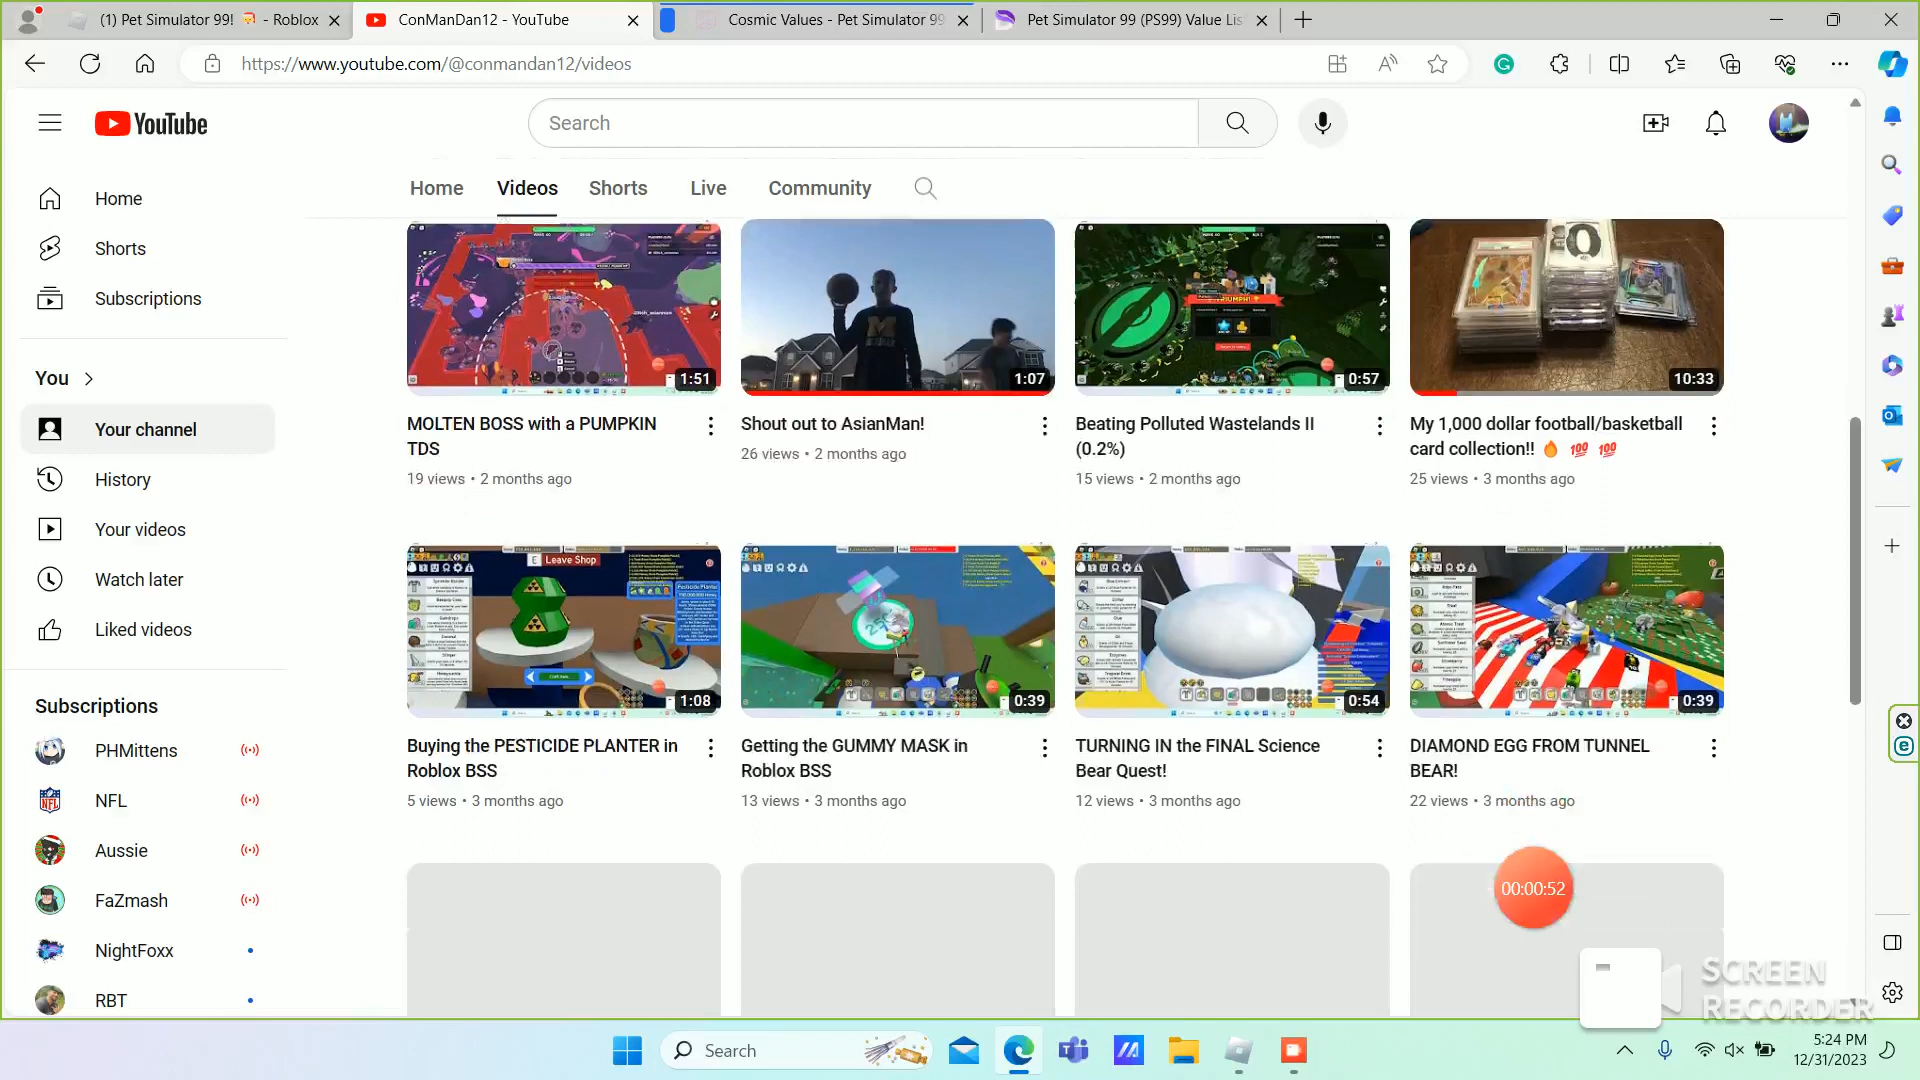 (1) Pet Simulator 99! - Roblox
ConManDan12 - YouTube
Cosmic Values - Pet Simulator 99
Pet Simulator 99 (PS99) Value Lis
https://www.youtube.com/@conmandan12/videos
YouTube
Search
Home Videos Shorts Live Community
Home
Shorts
Subscriptions
You
Your channel
History
Your videos
Watch later
Liked videos
Subscriptions
PHMittens
NFL
Aussie
FaZmash
NightFoxx
RBT
1:51
1:07
0:57
10:33
MOLTEN BOSS with a PUMPKIN
TDS
19 views • 2 months ago
Shout out to AsianMan!
26 views • 2 months ago
Beating Polluted Wastelands II
(0.2%)
15 views • 2 months ago
My 1,000 dollar football/basketball
card collection!! 🔥 💯 💯
25 views • 3 months ago
E Leave Shop
1:08
0:39
0:54
0:39
Buying the PESTICIDE PLANTER in
Roblox BSS
5 views • 3 months ago
Getting the GUMMY MASK in
Roblox BSS
13 views • 3 months ago
TURNING IN the FINAL Science
Bear Quest!
12 views • 3 months ago
DIAMOND EGG FROM TUNNEL
BEAR!
22 views • 3 months ago
00:00:52
SCREEN
RECORDER
Search
5:24 PM
12/31/2023